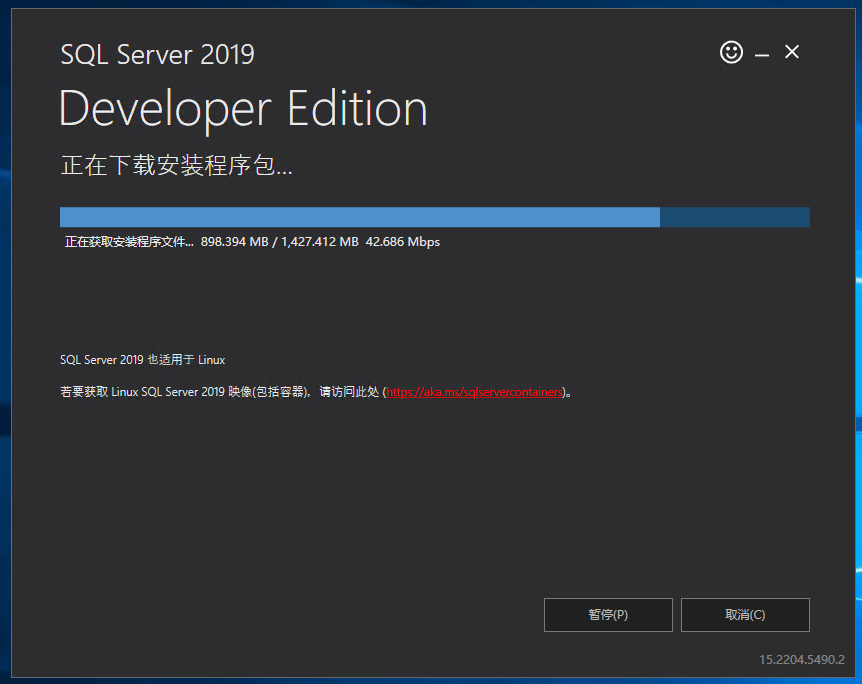 SQL Server 2019
Developer Edition
正在下载安装程序包...
正在获取安装程序文件... 898.394 MB / 1,427.412 MB 42.686 Mbps
SQL Server 2019 也适用于 Linux
若要获取 Linux SQL Server 2019 映像(包括容器)，请访问此处 (https://aka.ms/sqlservercontainers)。
暂停(P) 取消(C)
15.2204.5490.2